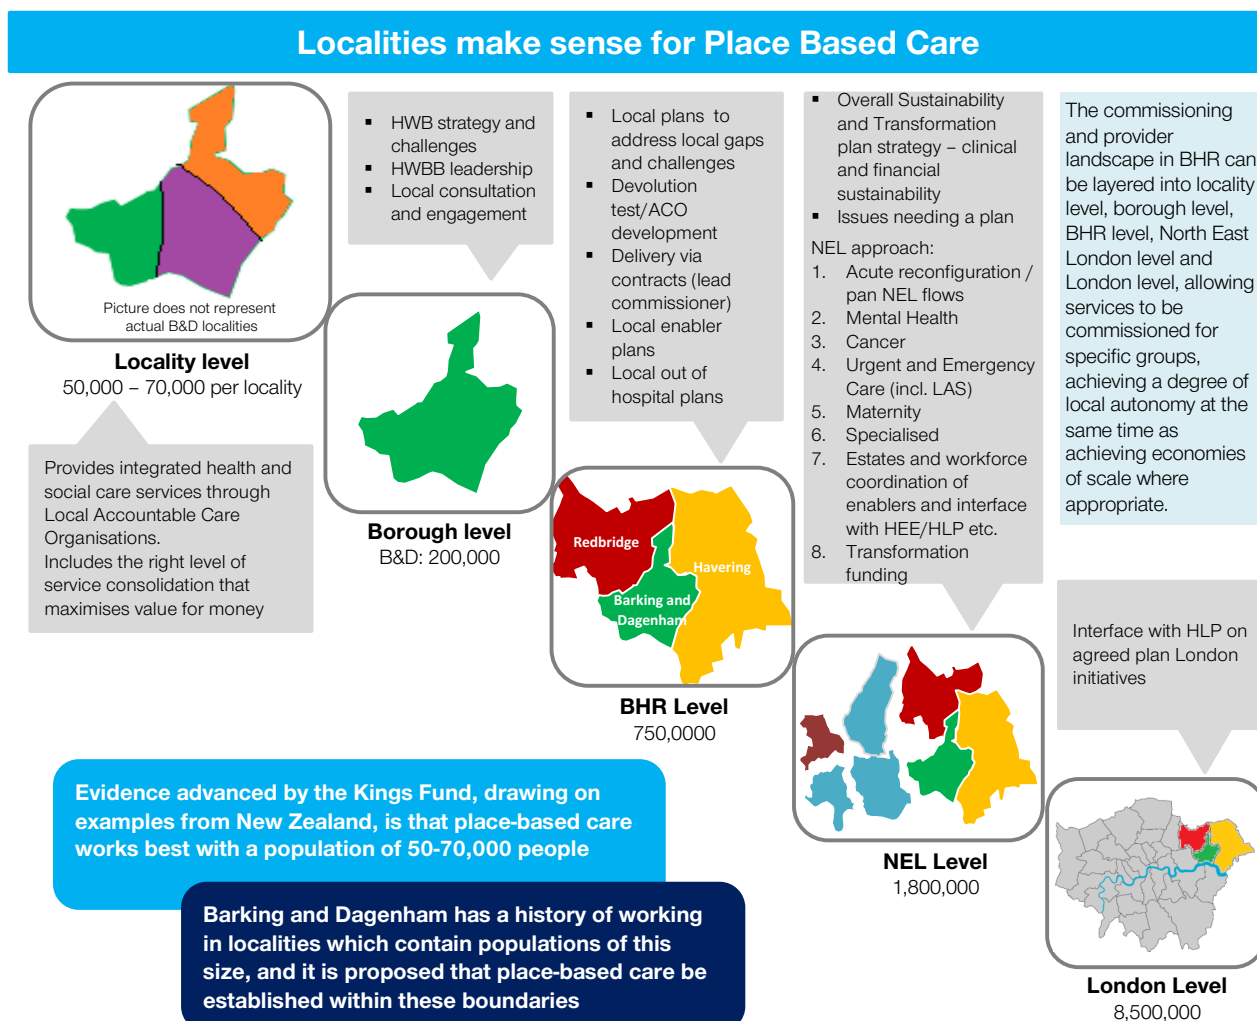 Localities make sense for Place Based Care
Picture does not represent
actual B&D localities
Locality level
50,000 – 70,000 per locality
Provides integrated health and
social care services through
Local Accountable Care
Organisations.
Includes the right level of
service consolidation that
maximises value for money
▪ HWB strategy and
challenges
▪ HWBB leadership
▪ Local consultation
and engagement
Borough level
B&D: 200,000
▪ Local plans to
address local gaps
and challenges
▪ Devolution
test/ACO
development
▪ Delivery via
contracts (lead
commissioner)
▪ Local enabler
plans
▪ Local out of
hospital plans
Redbridge
Havering
Barking and
Dagenham
BHR Level
750,0000
▪ Overall Sustainability
and Transformation
plan strategy – clinical
and financial
sustainability
▪ Issues needing a plan
NEL approach:
1. Acute reconfiguration /
pan NEL flows
2. Mental Health
3. Cancer
4. Urgent and Emergency
Care (incl. LAS)
5. Maternity
6. Specialised
7. Estates and workforce
coordination of
enablers and interface
with HEE/HLP etc.
8. Transformation
funding
NEL Level
1,800,000
The commissioning
and provider
landscape in BHR can
be layered into locality
level, borough level,
BHR level, North East
London level and
London level, allowing
services to be
commissioned for
specific groups,
achieving a degree of
local autonomy at the
same time as
achieving economies
of scale where
appropriate.
Interface with HLP on
agreed plan London
initiatives
London Level
8,500,000
Evidence advanced by the Kings Fund, drawing on
examples from New Zealand, is that place-based care
works best with a population of 50-70,000 people
Barking and Dagenham has a history of working
in localities which contain populations of this
size, and it is proposed that place-based care be
established within these boundaries